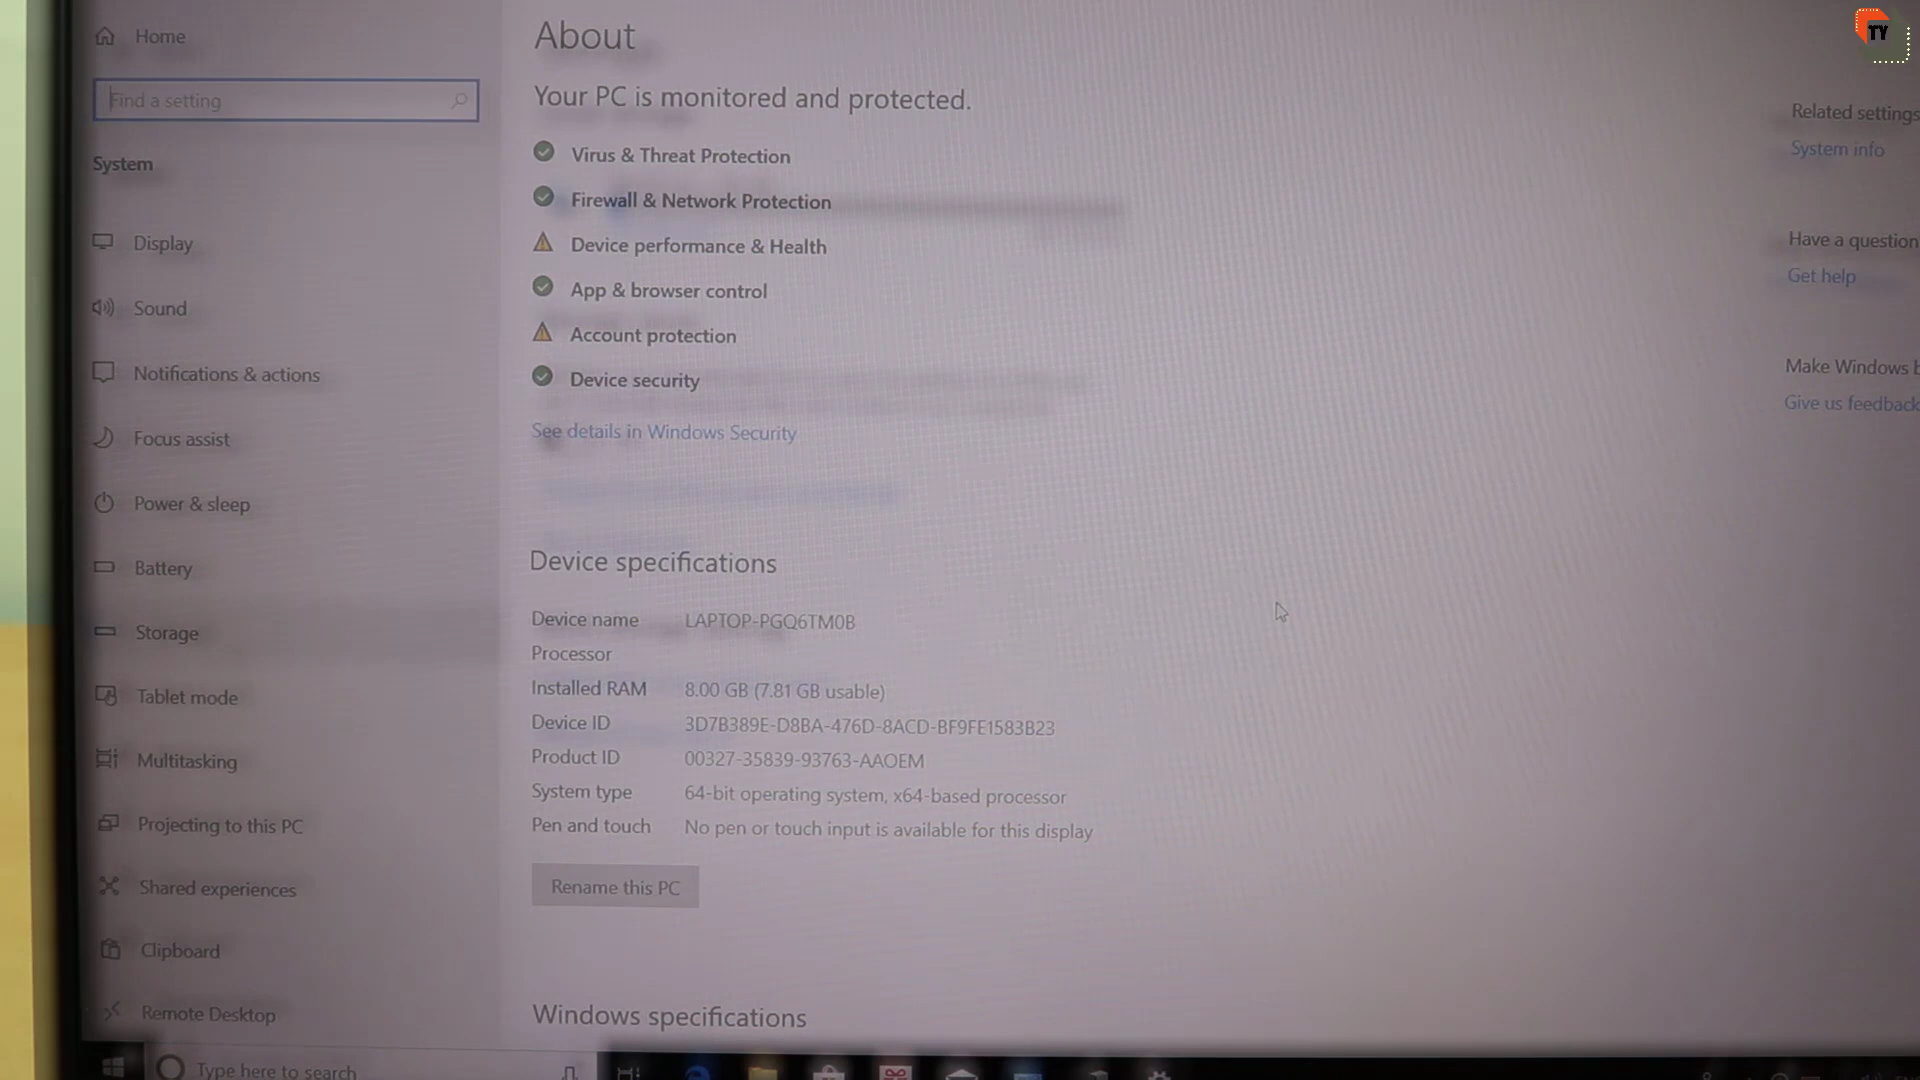 Home
Find a setting
System
Display
Sound
Notifications & actions
Focus assist
Power & sleep
Battery
Storage
Tablet mode
Multitasking
Projecting to this PC
Shared experiences
Clipboard
Remote Desktop
Type here to search
About
Your PC is monitored and protected.
Virus & Threat Protection
Firewall & Network Protection
Device performance & Health
App & browser control
Account protection
Device security
See details in Windows Security
Device specifications
Device name LAPTOP-PGQ6TM0B
Processor
Installed RAM 8.00 GB (7.81 GB usable)
Device ID 3D7B389E-D8BA-476D-8ACD-BF9FE1583B23
Product ID 00327-35839-93763-AAOEM
System type 64-bit operating system, x64-based processor
Pen and touch No pen or touch input is available for this display
Rename this PC
Windows specifications
TY
Related settings
System info
Have a question
Get help
Make Windows b
Give us feedback